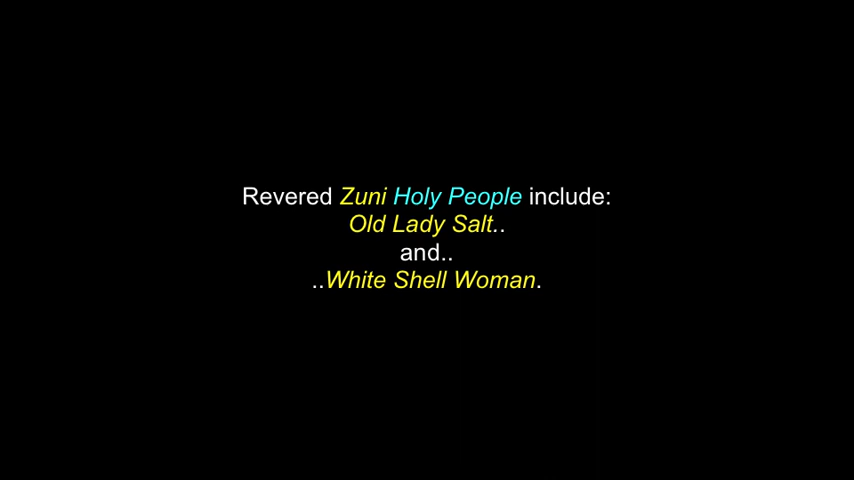 Revered Zuni Holy People include:
Old Lady Salt..
and..
..White Shell Woman.